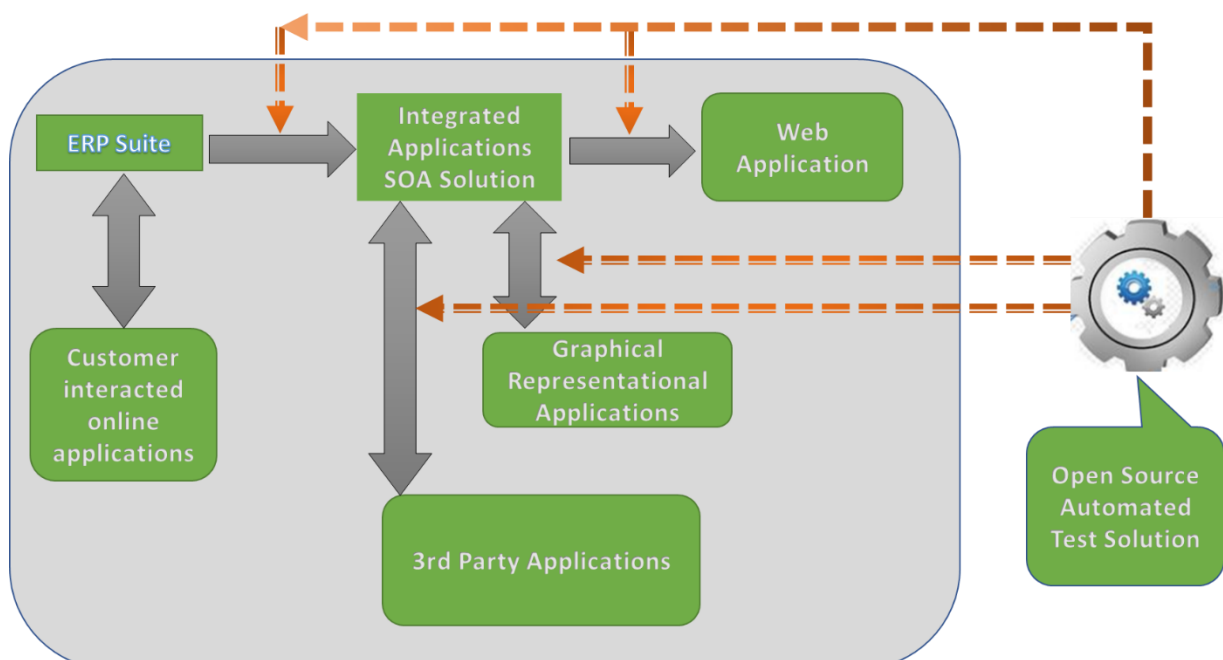 ERP Suite
Integrated
Applications
SOA Solution
Web
Application
Customer
interacted
online
applications
Graphical
Representational
Applications
3rd Party Applications
Open Source
Automated
Test Solution